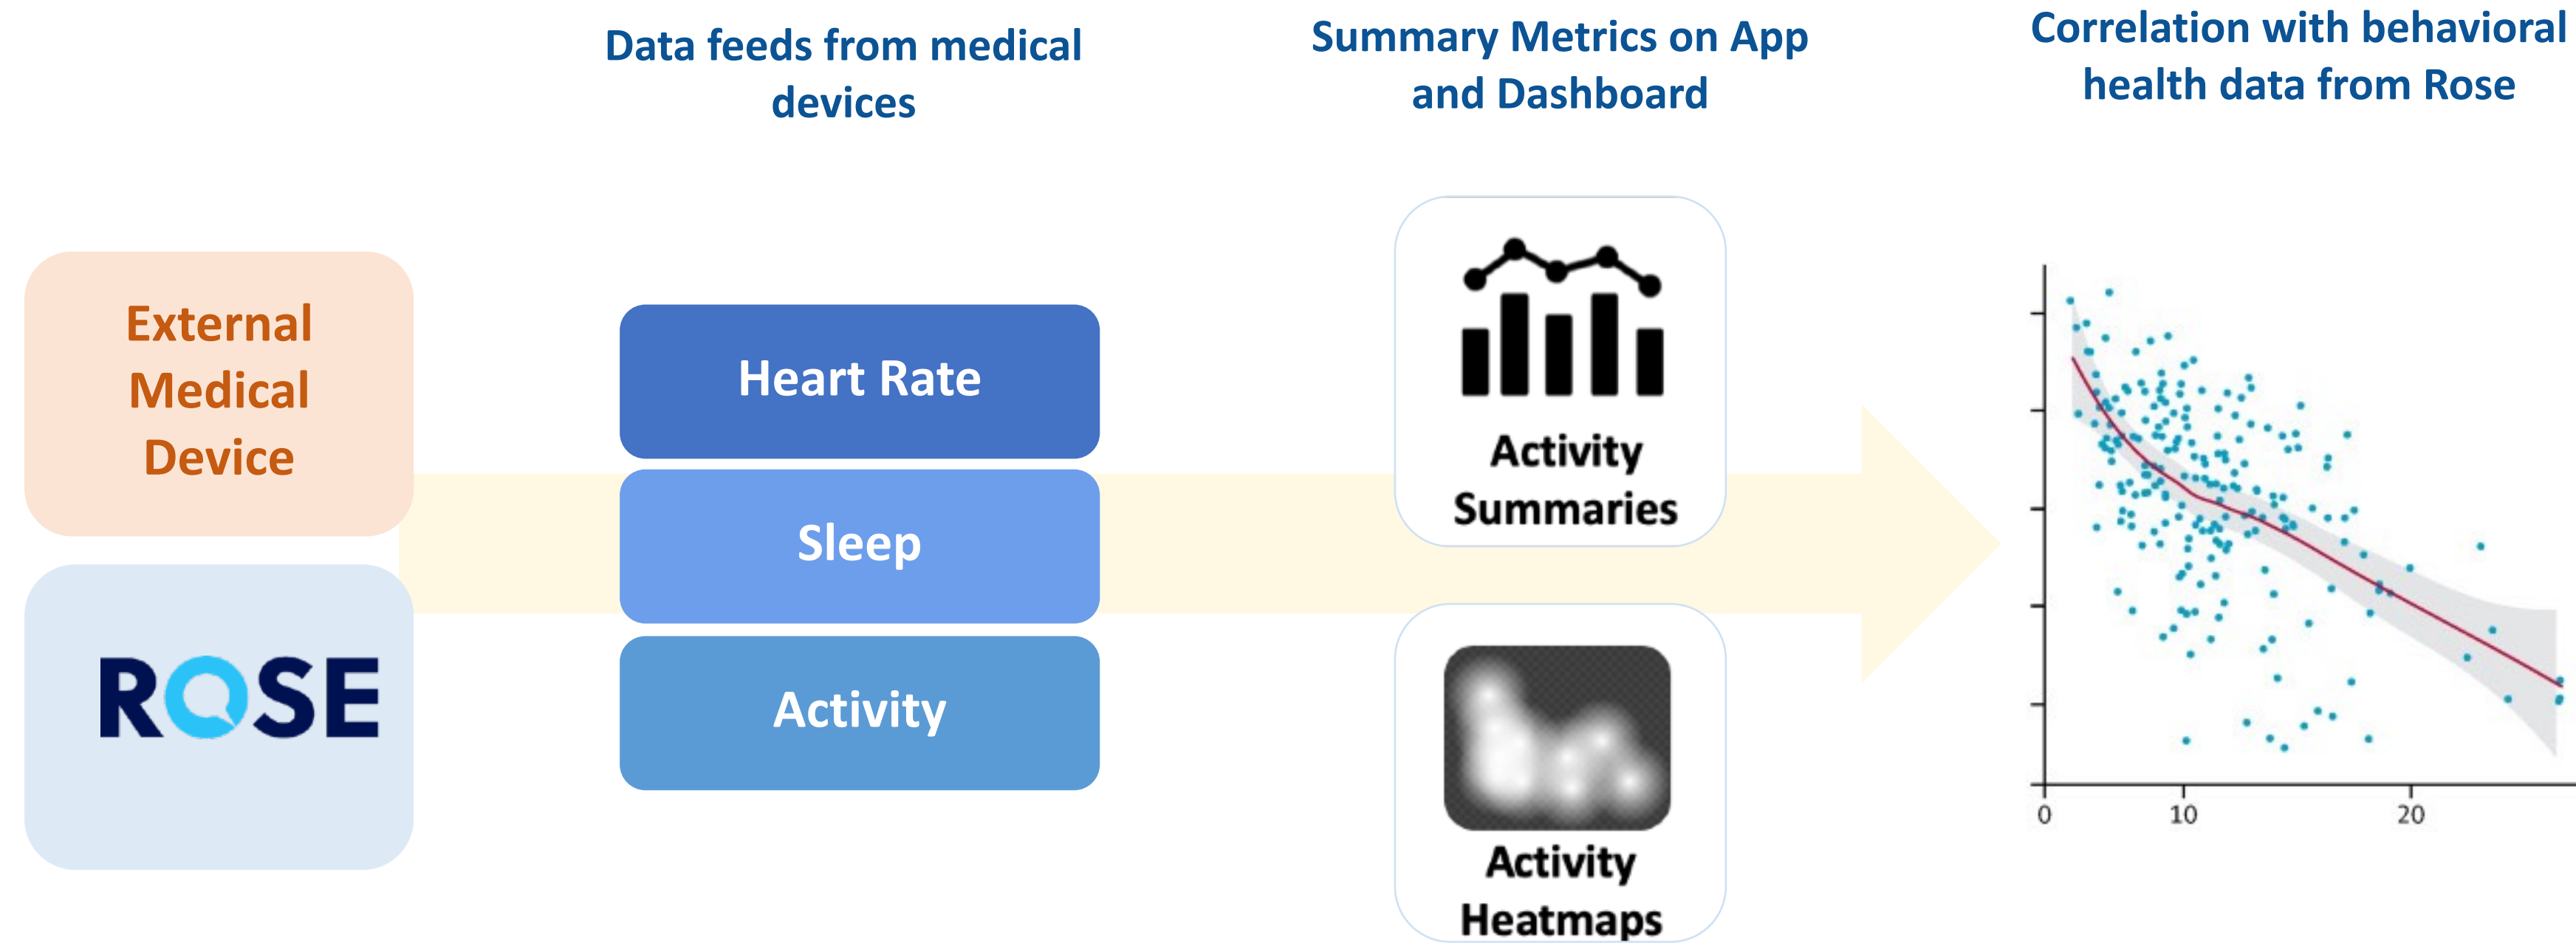 Data feeds from medical
devices
Summary Metrics on App
and Dashboard
Correlation with behavioral
health data from Rose
External
Medical
Device
ROSE
Heart Rate
Sleep
Activity
Activity
Summaries
Activity
Heatmaps
0 10 20